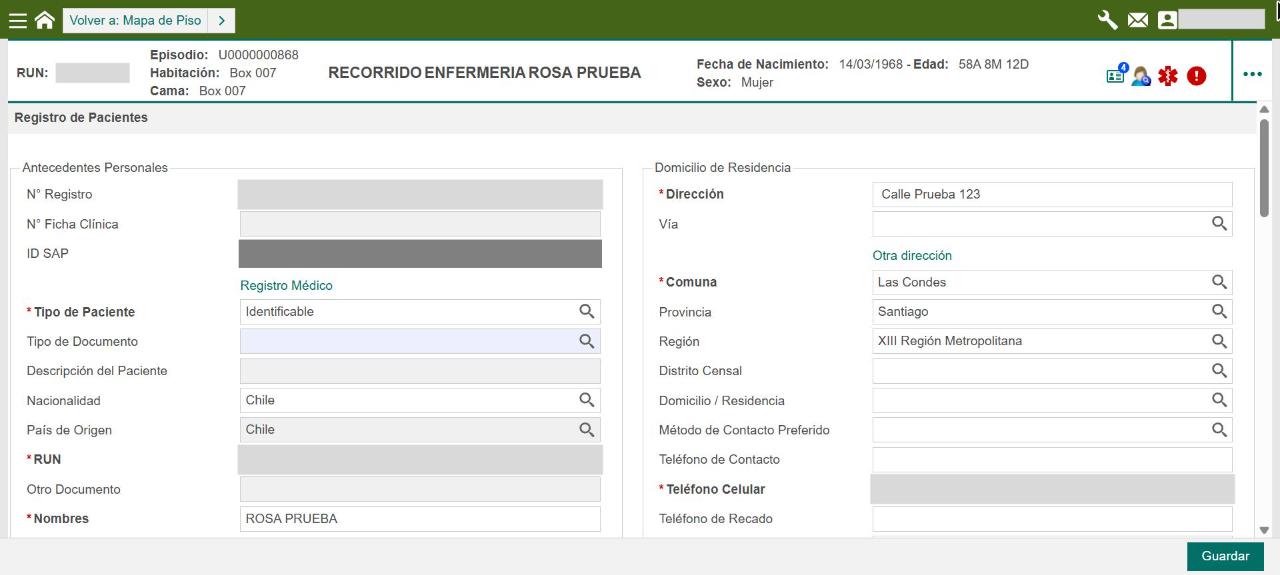 Volver a: Mapa de Piso
RUN:
Episodio: U0000000868
Habitación: Box 007
Cama: Box 007
RECORRIDO ENFERMERIA ROSA PRUEBA
Fecha de Nacimiento: 14/03/1968 - Edad: 58A 8M 12D
Sexo: Mujer
4
Registro de Pacientes
Antecedentes Personales
N° Registro
N° Ficha Clínica
ID SAP
Registro Médico
* Tipo de Paciente Identificable
Tipo de Documento
Descripción del Paciente
Nacionalidad Chile
País de Origen Chile
* RUN
Otro Documento
* Nombres ROSA PRUEBA
Domicilio de Residencia
* Dirección Calle Prueba 123
Vía
Otra dirección
* Comuna Las Condes
Provincia Santiago
Región XIII Región Metropolitana
Distrito Censal
Domicilio / Residencia
Método de Contacto Preferido
Teléfono de Contacto
* Teléfono Celular
Teléfono de Recado
Guardar